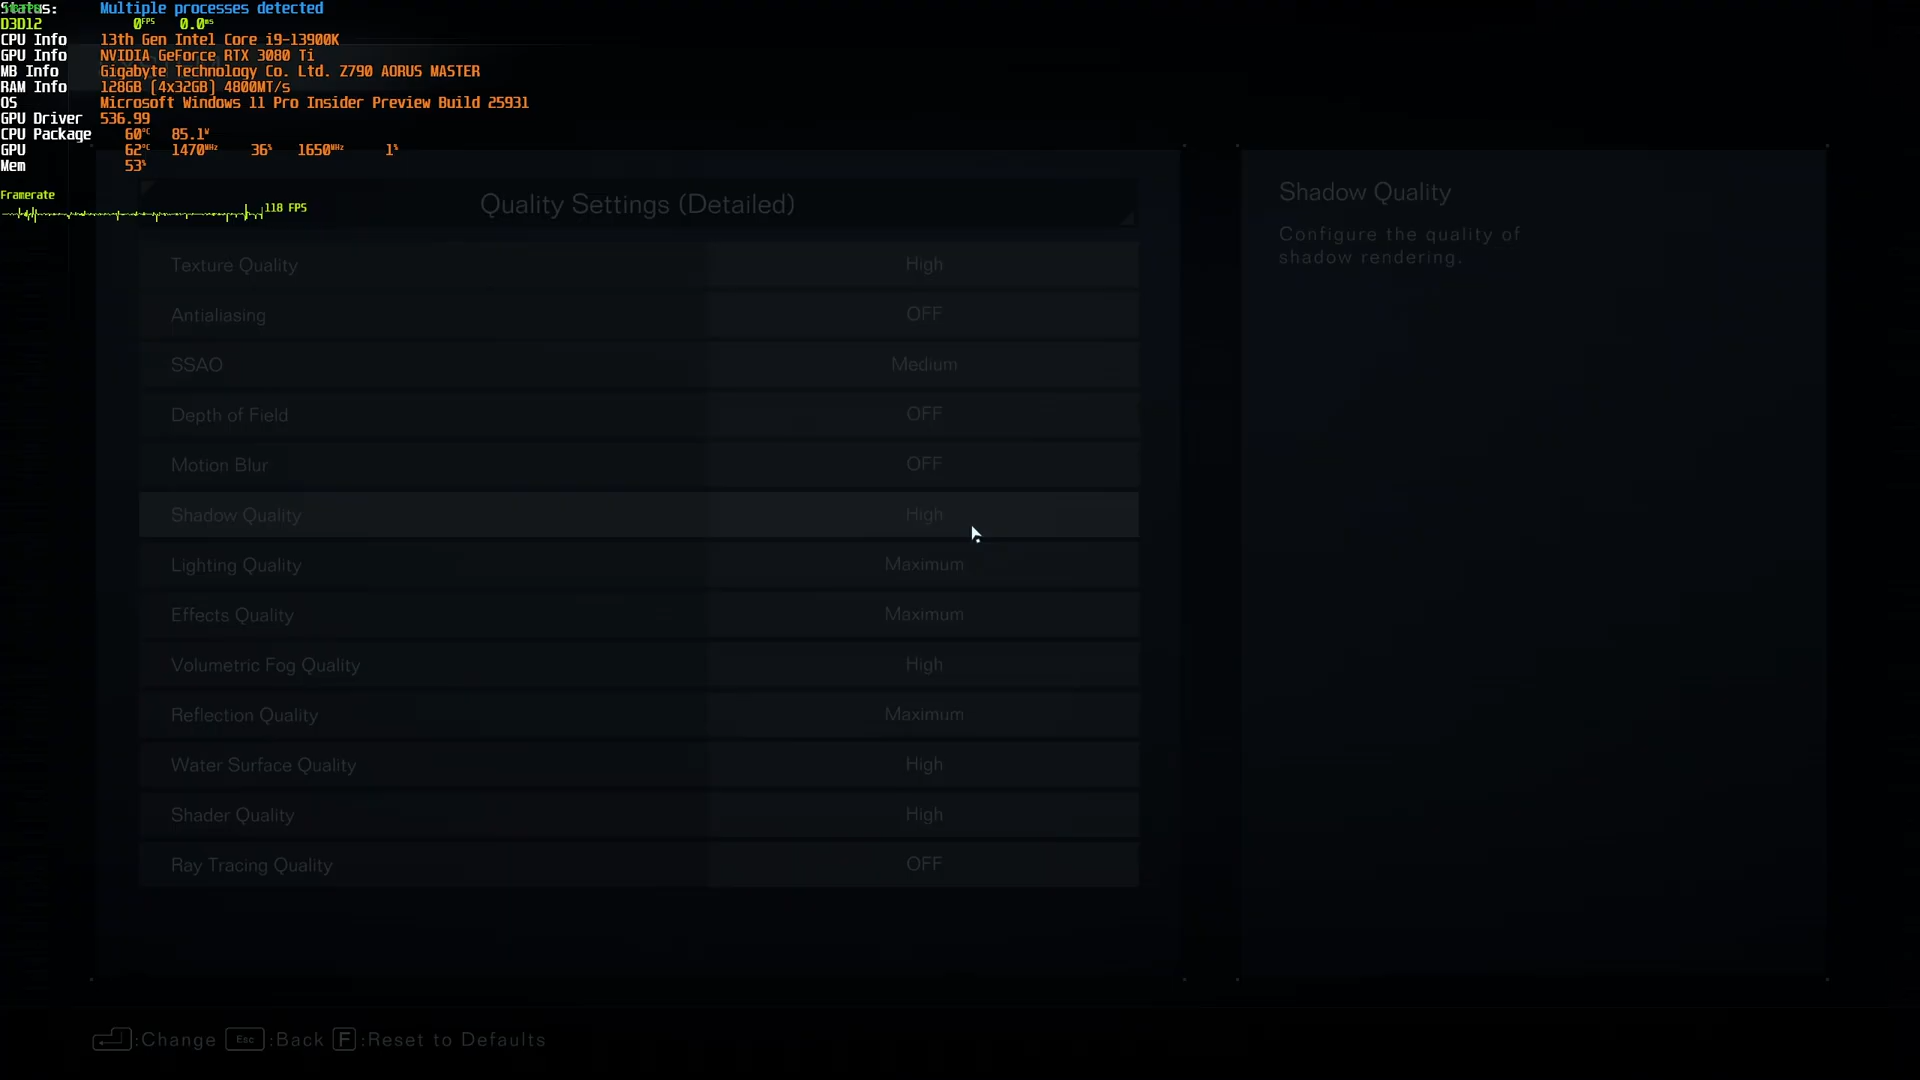 Status: Multiple processes detected
D3D12 0FPS 0.0ms
CPU Info 13th Gen Intel Core i9-13900K
GPU Info NVIDIA GeForce RTX 3080 Ti
MB Info Gigabyte Technology Co. Ltd. Z790 AORUS MASTER
RAM Info 128GB [4x32GB] 4800MT/s
OS Microsoft Windows 11 Pro Insider Preview Build 25931
GPU Driver 536.99
CPU Package 60°C 85.1W
GPU 62°C 1470MHz 36% 1650MHz 1%
Mem 53%
Framerate
118 FPS
Quality Settings (Detailed)
Texture Quality High
Antialiasing OFF
SSAO Medium
Depth of Field OFF
Motion Blur OFF
Shadow Quality High
Lighting Quality Maximum
Effects Quality Maximum
Volumetric Fog Quality High
Reflection Quality Maximum
Water Surface Quality High
Shader Quality High
Ray Tracing Quality OFF
Shadow Quality
Configure the quality of
shadow rendering.
:Change Esc :Back F :Reset to Defaults